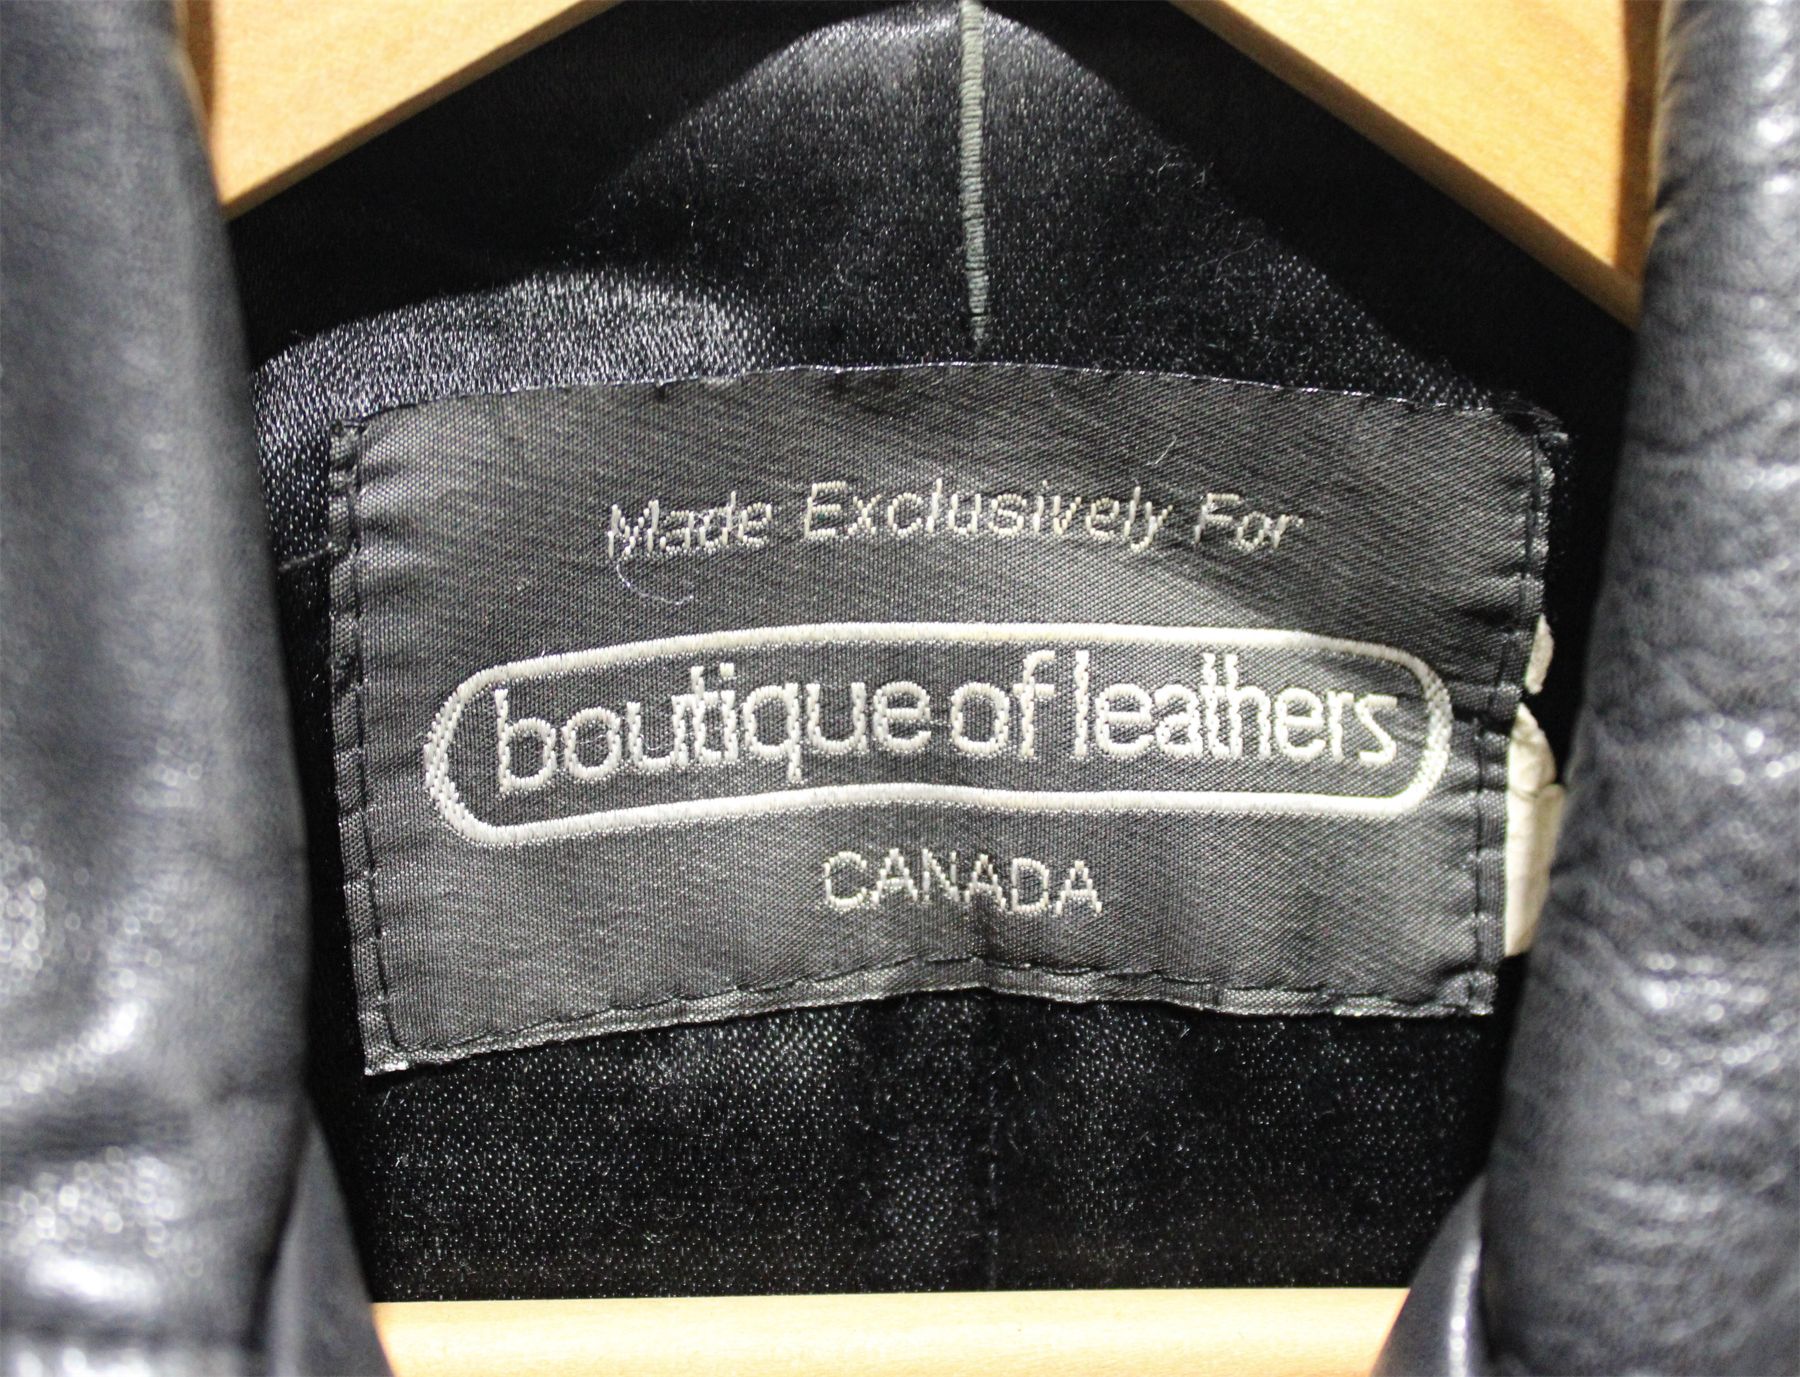 Made Exclusively For
boutique of leathers
CANADA